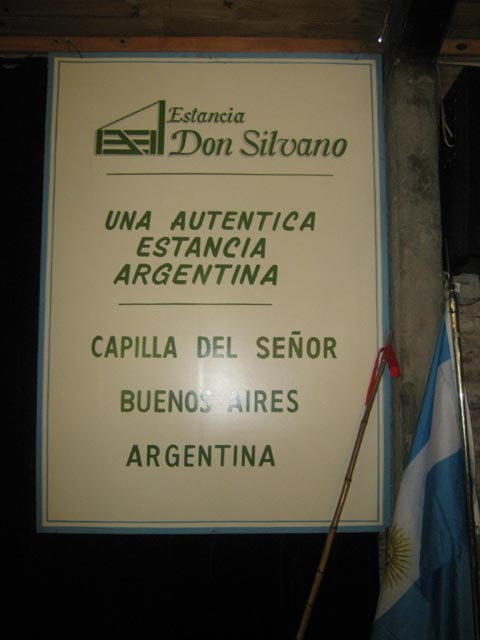 Estancia
Don Silvano
UNA AUTENTICA
ESTANCIA
ARGENTINA
CAPILLA DEL SEÑOR
BUENOS AIRES
ARGENTINA